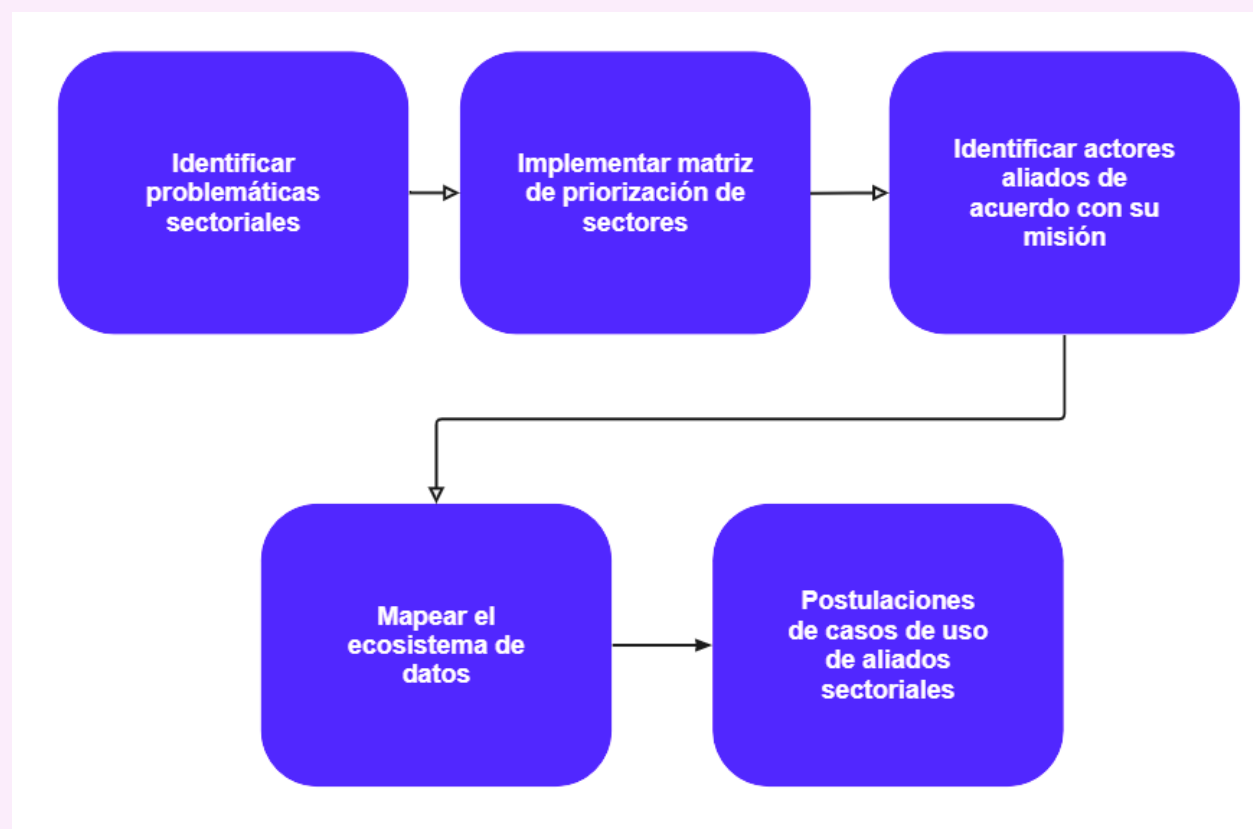 Identificar
problemáticas
sectoriales
Implementar matriz
de priorización de
sectores
Identificar actores
aliados de
acuerdo con su
misión
Mapear el
ecosistema de
datos
Postulaciones
de casos de uso
de aliados
sectoriales